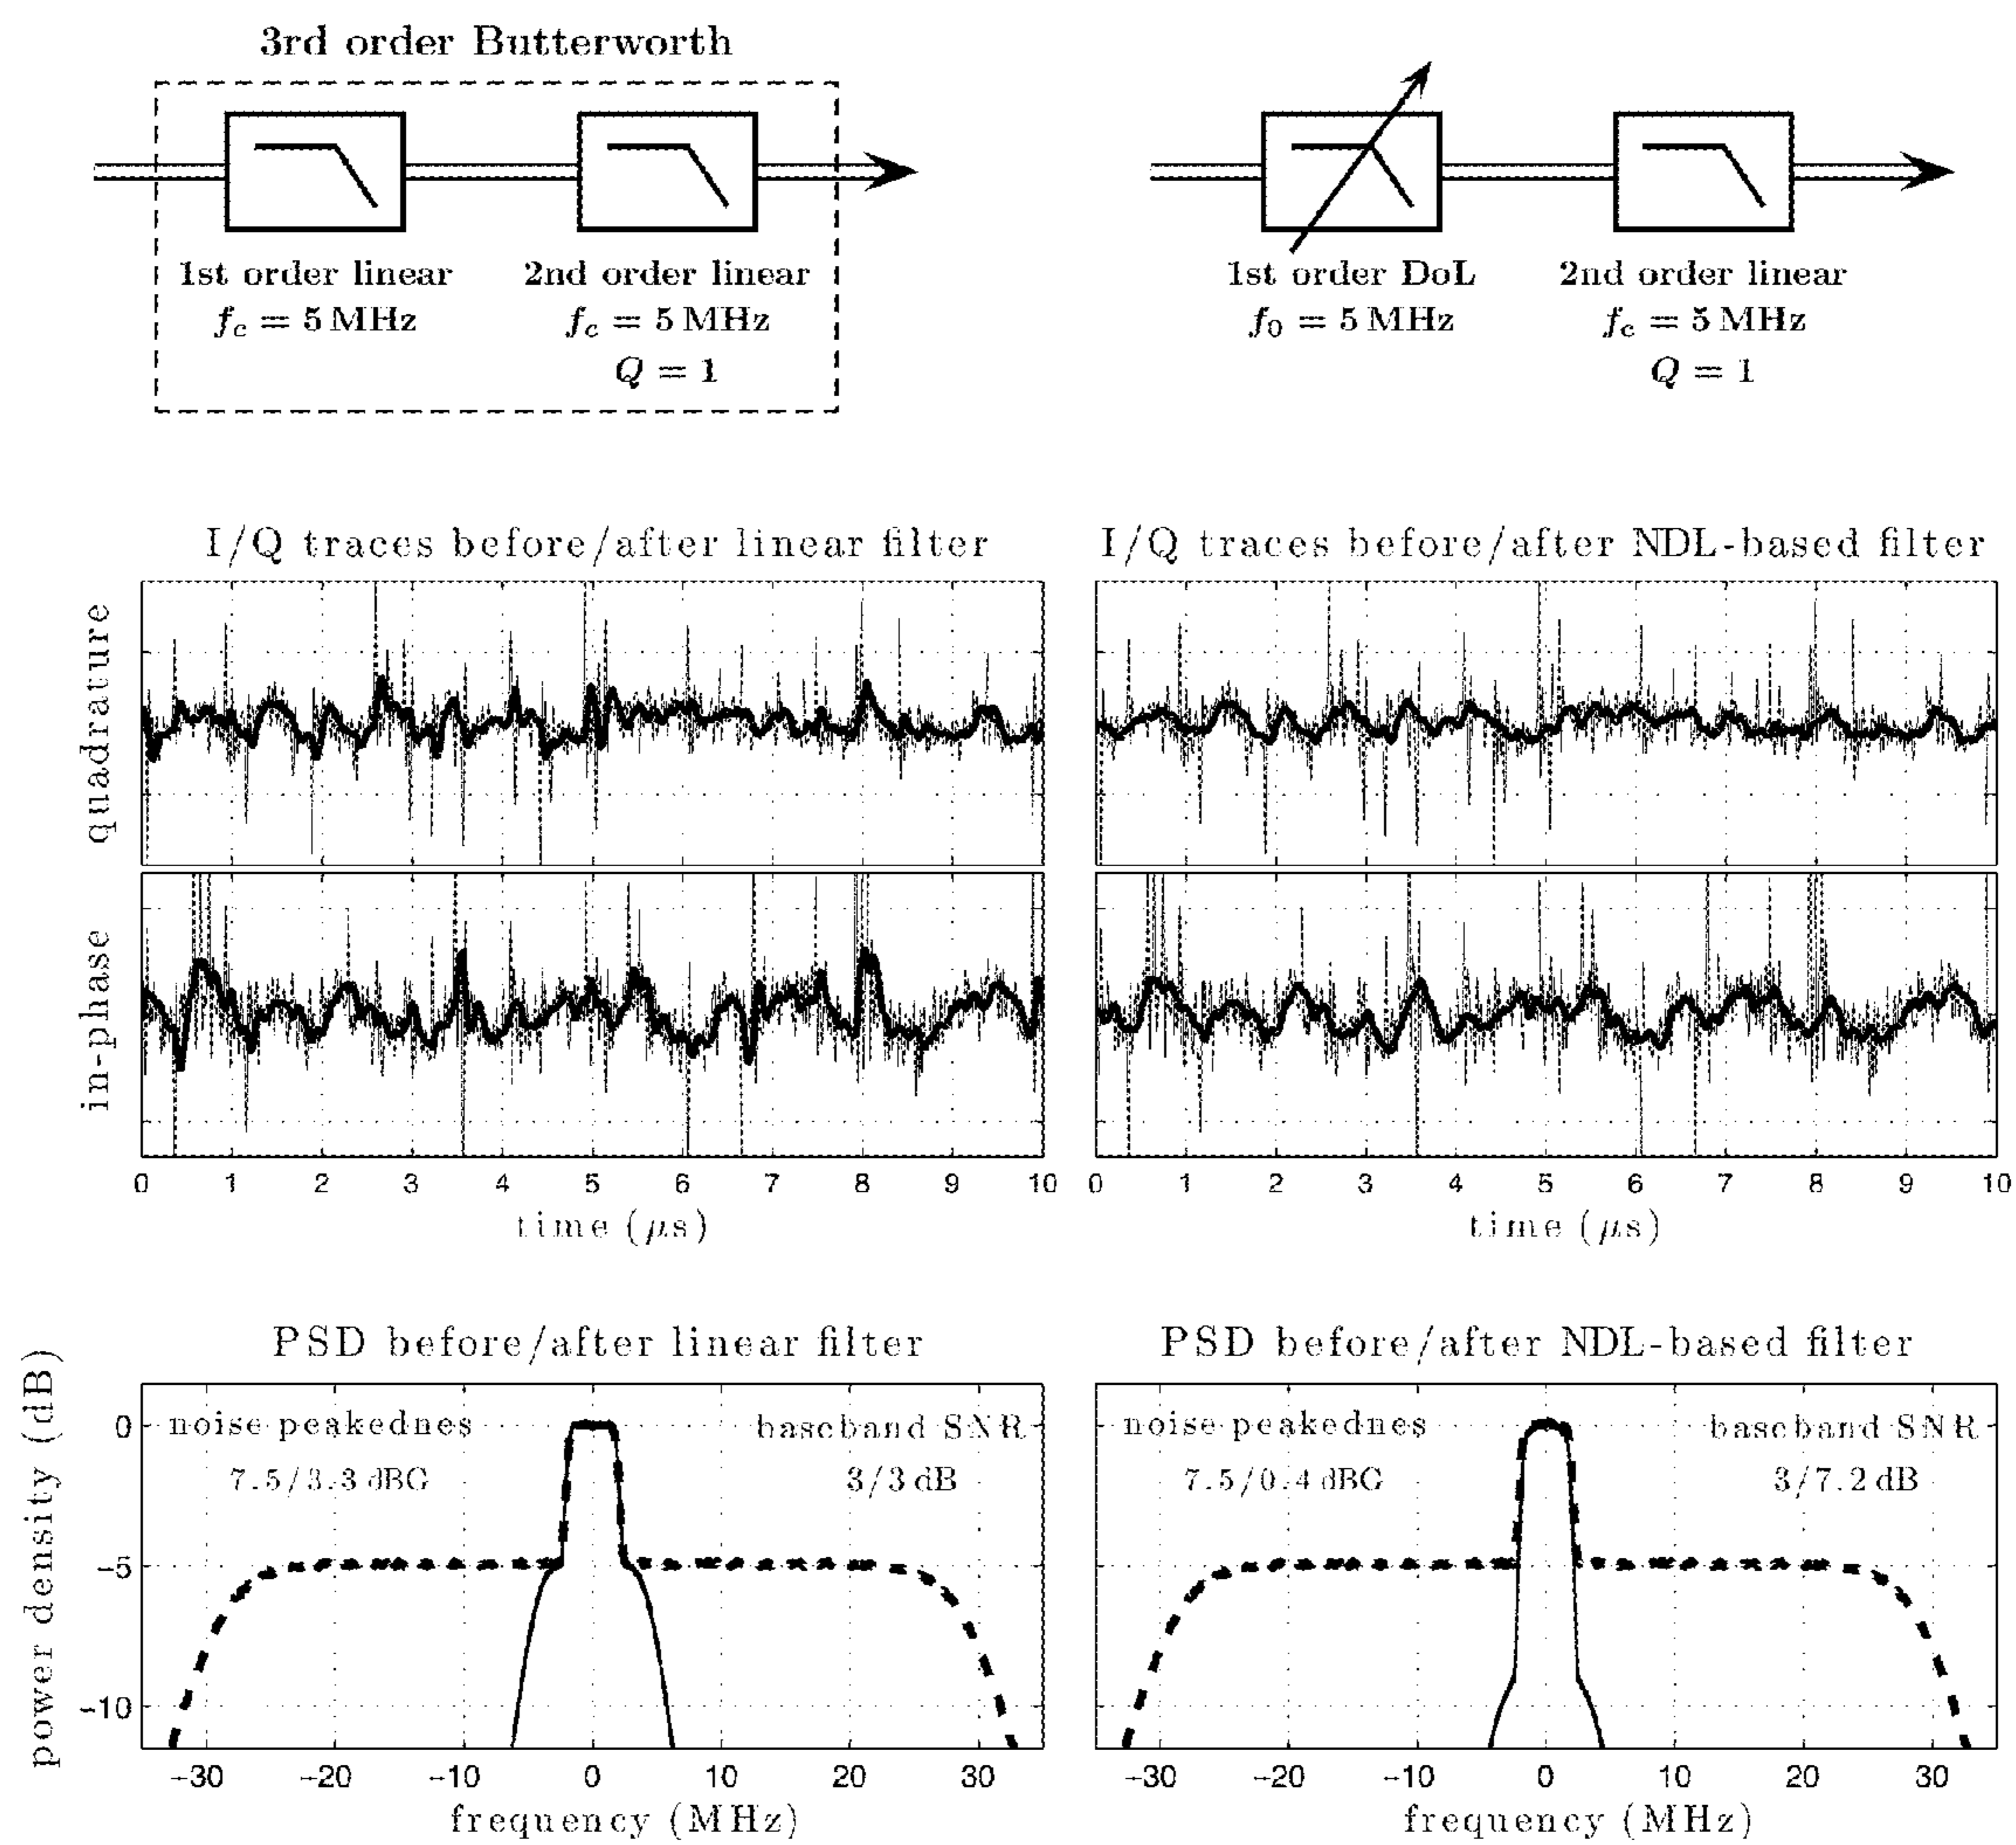 3rd order Butterworth
1st order linear
f_c = 5 MHz
2nd order linear
f_c = 5 MHz
Q = 1
1st order DoL
f_0 = 5 MHz
2nd order linear
f_c = 5 MHz
Q = 1
I/Q traces before/after linear filter
quadrature
in-phase
0 1 2 3 4 5 6 7 8 9 10
time (μs)
I/Q traces before/after NDL-based filter
0 1 2 3 4 5 6 7 8 9 10
time (μs)
PSD before/after linear filter
power density (dB)
0
-5
-10
noise peakednes
7.5/3.3 dBG
baseband SNR
3/3 dB
-30 -20 -10 0 10 20 30
frequency (MHz)
PSD before/after NDL-based filter
noise peakednes
7.5/0.4 dBG
baseband SNR
3/7.2 dB
-30 -20 -10 0 10 20 30
frequency (MHz)